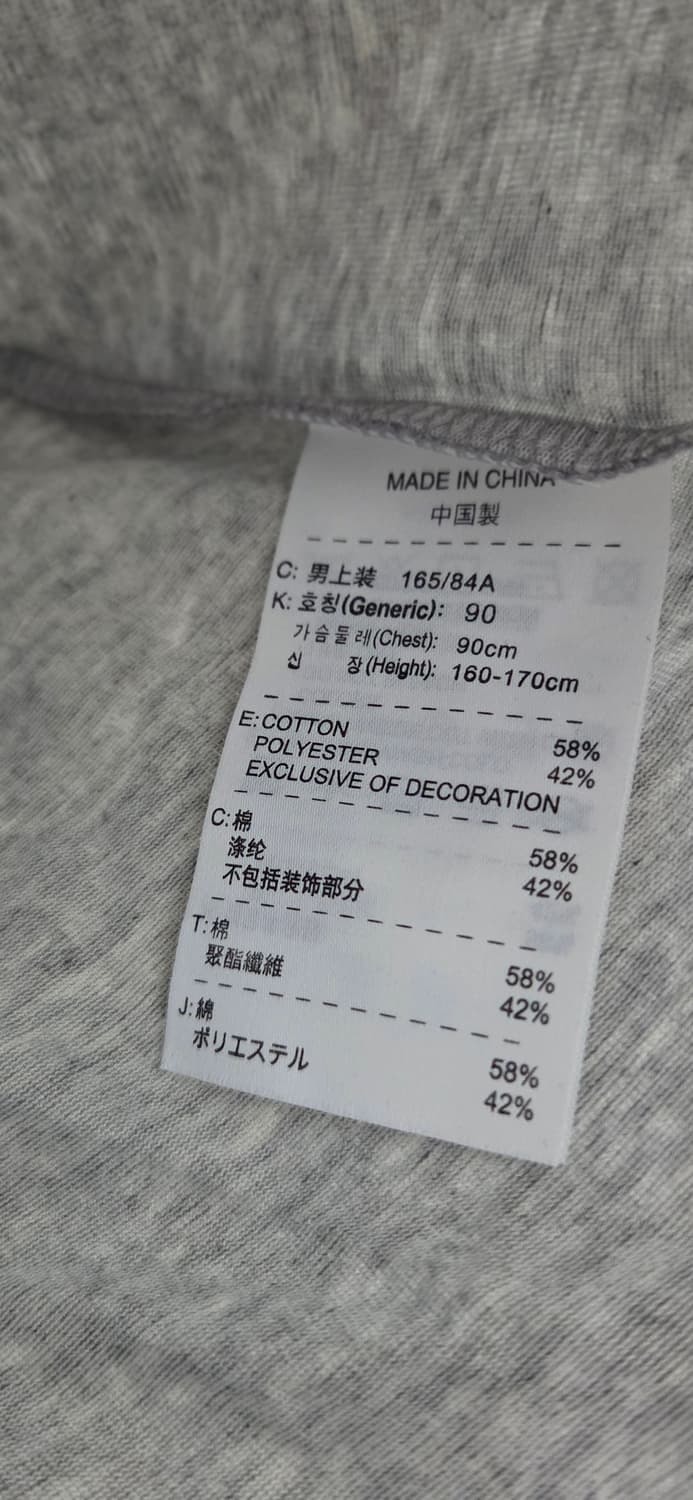 MADE IN CHINA
中国製
C: 男上装 165/84A
K: 호칭(Generic): 90
가슴둘레(Chest): 90cm
신 장(Height): 160-170cm
E: COTTON 58%
POLYESTER 42%
EXCLUSIVE OF DECORATION
C: 棉 58%
涤纶 42%
不包括装饰部分
T: 棉 58%
聚酯纖維 42%
J: 綿 58%
ポリエステル 42%